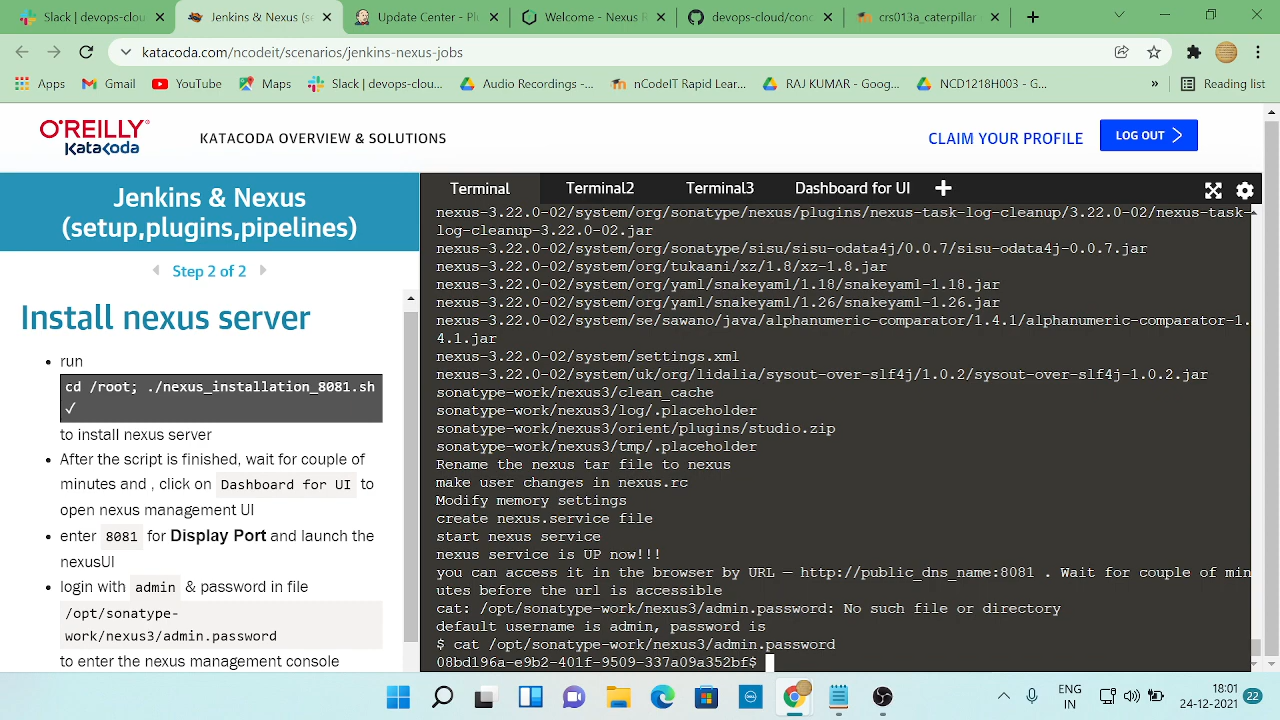 Slack | devops-clou
Jenkins & Nexus (s
Update Center - Plu
Welcome - Nexus R
devops-cloud/conc
crs013a_caterpillar
katacoda.com/ncodeit/scenarios/jenkins-nexus-jobs
Apps
Gmail
YouTube
Maps
Slack | devops-clou...
Audio Recordings -...
nCodeIT Rapid Lear...
RAJ KUMAR - Goog...
NCD1218H003 - G...
»
Reading list
O'REILLY
Katacoda
KATACODA OVERVIEW & SOLUTIONS
CLAIM YOUR PROFILE
LOG OUT
Jenkins & Nexus
(setup,plugins,pipelines)
Step 2 of 2
Install nexus server
• run
cd /root; ./nexus_installation_8081.sh
✓
to install nexus server
• After the script is finished, wait for couple of
minutes and , click on Dashboard for UI to
open nexus management UI
• enter 8081 for Display Port and launch the
nexusUI
• login with admin & password in file
/opt/sonatype-
work/nexus3/admin.password
to enter the nexus management console
Terminal
Terminal2
Terminal3
Dashboard for UI
nexus-3.22.0-02/system/org/sonatype/nexus/plugins/nexus-task-log-cleanup/3.22.0-02/nexus-task-
log-cleanup-3.22.0-02.jar
nexus-3.22.0-02/system/org/sonatype/sisu/sisu-odata4j/0.0.7/sisu-odata4j-0.0.7.jar
nexus-3.22.0-02/system/org/tukaani/xz/1.8/xz-1.8.jar
nexus-3.22.0-02/system/org/yaml/snakeyaml/1.18/snakeyaml-1.18.jar
nexus-3.22.0-02/system/org/yaml/snakeyaml/1.26/snakeyaml-1.26.jar
nexus-3.22.0-02/system/se/sawano/java/alphanumeric-comparator/1.4.1/alphanumeric-comparator-1.
4.1.jar
nexus-3.22.0-02/system/settings.xml
nexus-3.22.0-02/system/uk/org/lidalia/sysout-over-slf4j/1.0.2/sysout-over-slf4j-1.0.2.jar
sonatype-work/nexus3/clean_cache
sonatype-work/nexus3/log/.placeholder
sonatype-work/nexus3/orient/plugins/studio.zip
sonatype-work/nexus3/tmp/.placeholder
Rename the nexus tar file to nexus
make user changes in nexus.rc
Modify memory settings
create nexus.service file
start nexus service
nexus service is UP now!!!
you can access it in the browser by URL — http://public_dns_name:8081 . Wait for couple of min
utes before the url is accessible
cat: /opt/sonatype-work/nexus3/admin.password: No such file or directory
default username is admin, password is
$ cat /opt/sonatype-work/nexus3/admin.password
08bd196a-e9b2-401f-9509-337a09a352bf$
DELL
ENG
IN
18:01
24-12-2021
22